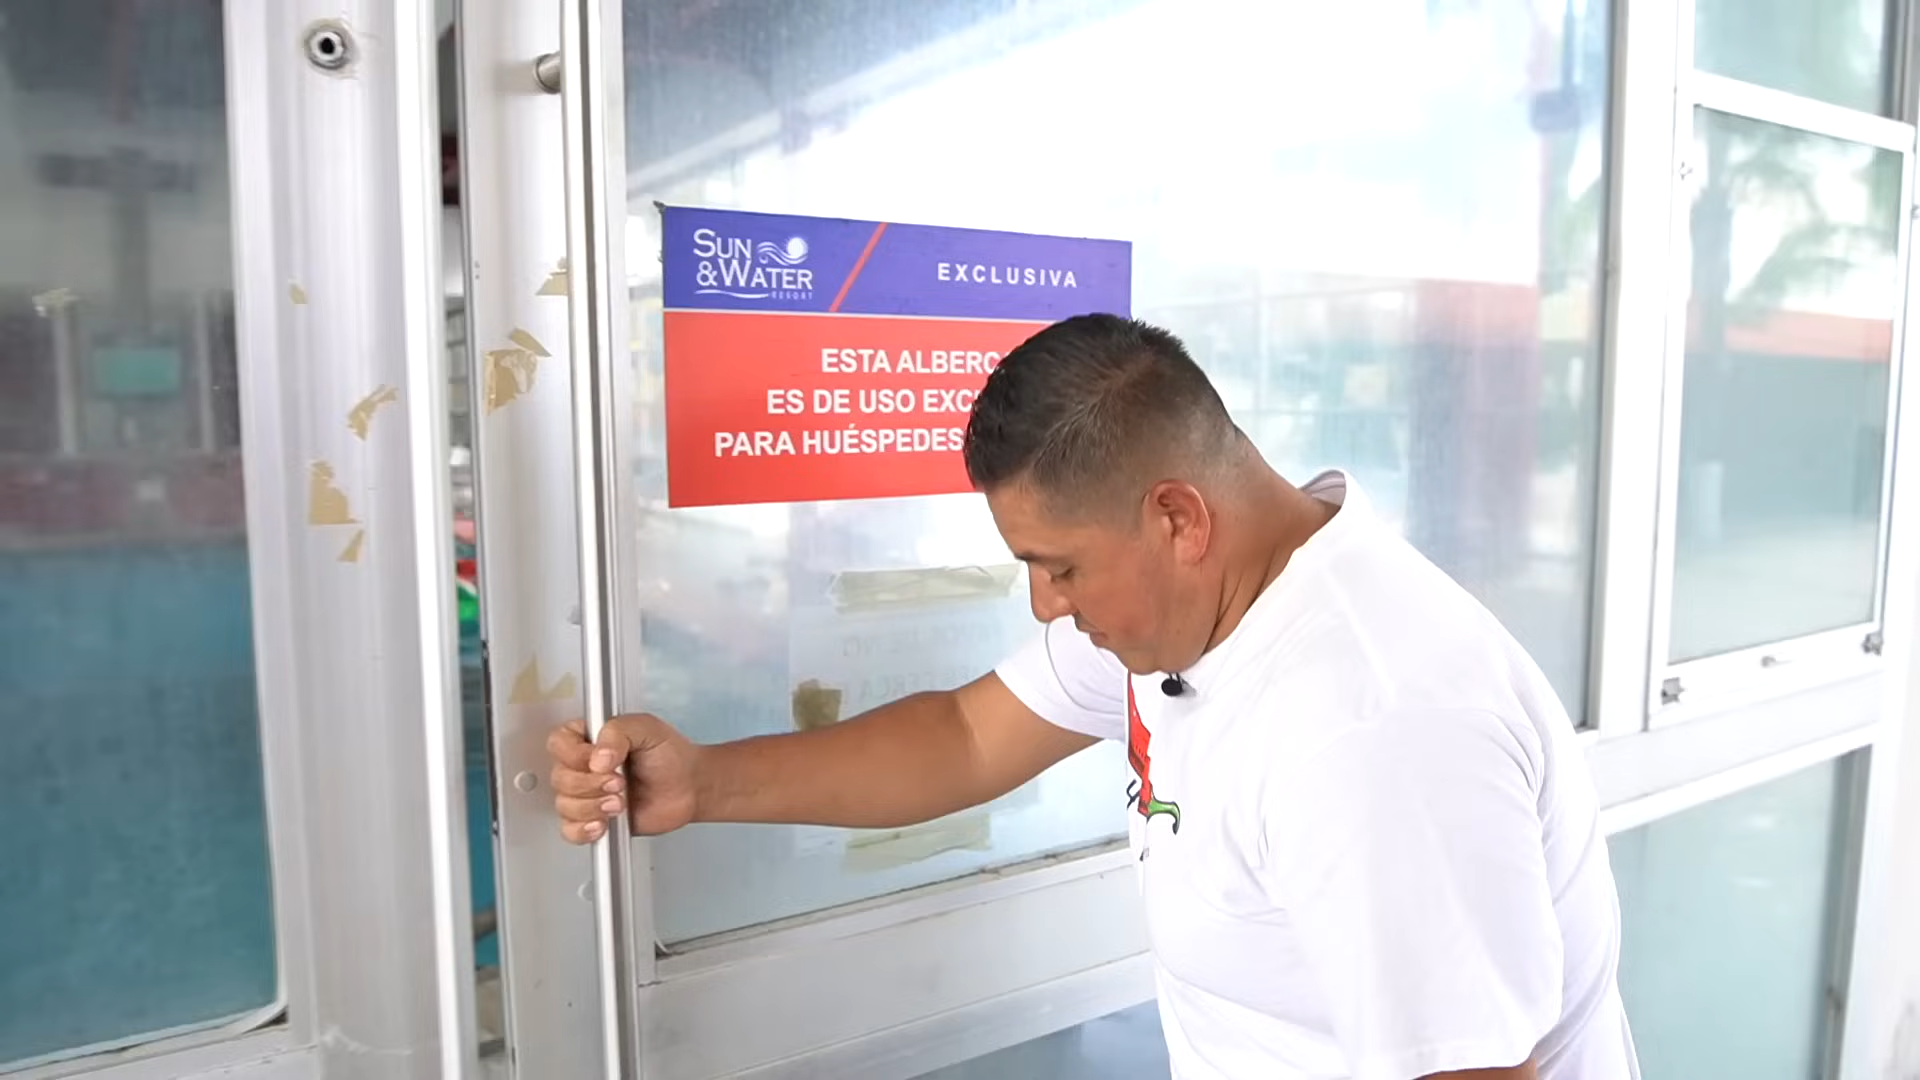 SUN
&WATER
RESORT
EXCLUSIVA
ESTA ALBERC
ES DE USO EXC
PARA HUÉSPEDES